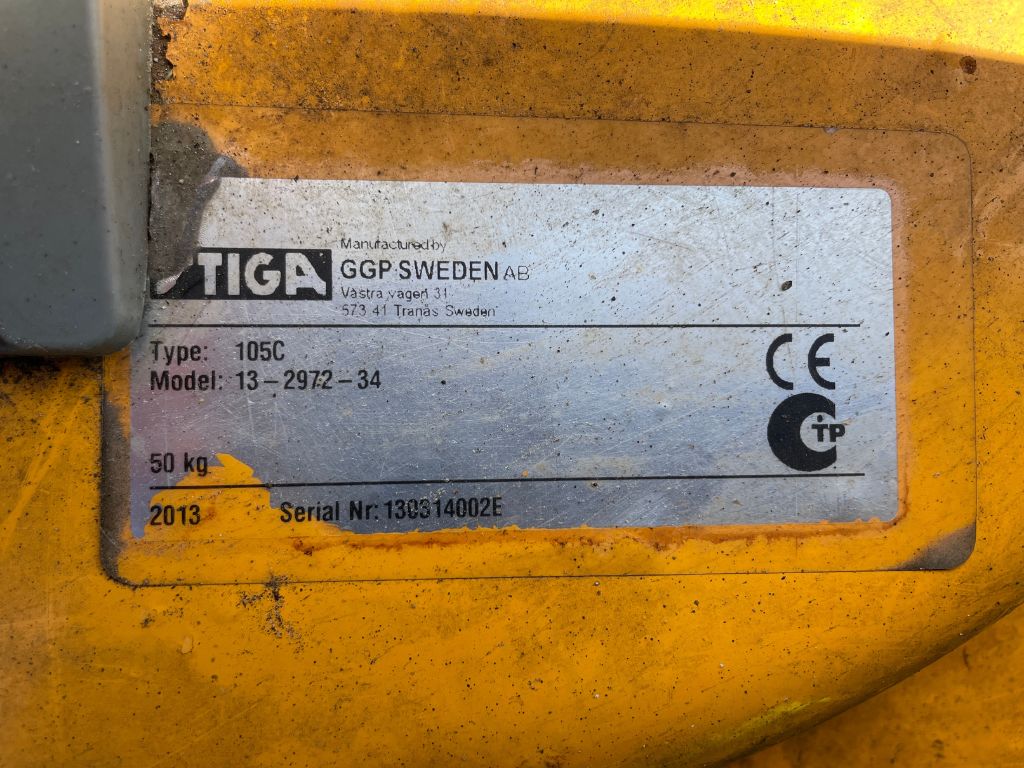 STIGA
Manufactured by
GGP SWEDEN AB
Västra vägen 31
573 41 Tranås Sweden
Type: 105C
Model: 13-2972-34
CE
TP
50 kg
2013 Serial Nr: 130314002E